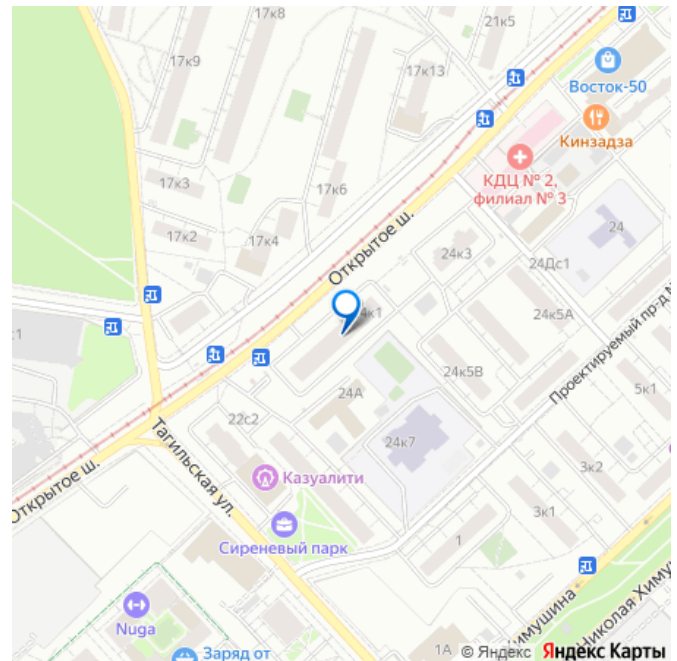 17к8
21к5
17к9
17к13
Восток-50
Кинзадза
КДЦ № 2,
филиал № 3
17к3
17к6
24
17к2
17к4
Открытое ш.
24к3
24Дс1
24к5А
24к5В
Проектируемый пр-д
24А
5к1
22с2
24к7
Тагильская ул.
Казуалити
3к2
Открытое ш.
3к1
Сиреневый парк
1
Nuga
Заряд от
1А
© Яндекс Яндекс Карты
Николая Химу